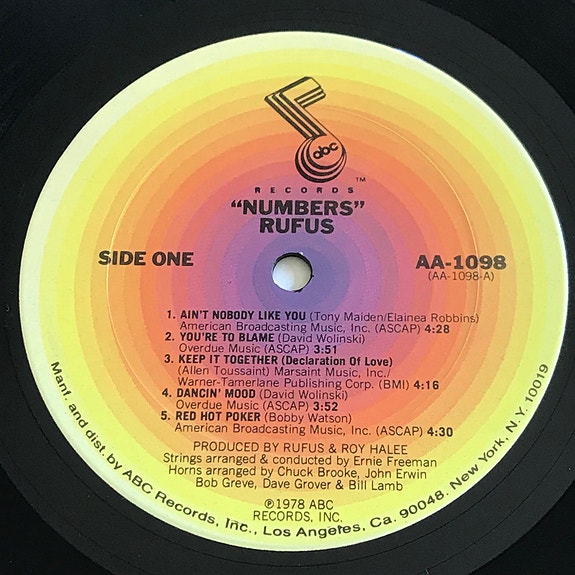 abc
TM
RECORDS
"NUMBERS"
RUFUS
SIDE ONE
AA-1098
(AA-1098-A)
1. AIN'T NOBODY LIKE YOU (Tony Maiden/Elainea Robbins)
American Broadcasting Music, Inc. (ASCAP) 4:28
2. YOU'RE TO BLAME (David Wolinski)
Overdue Music (ASCAP) 3:51
3. KEEP IT TOGETHER (Declaration Of Love)
(Allen Toussaint) Marsaint Music, Inc./
Warner-Tamerlane Publishing Corp. (BMI) 4:16
4. DANCIN' MOOD (David Wolinski)
Overdue Music (ASCAP) 3:52
5. RED HOT POKER (Bobby Watson)
American Broadcasting Music, Inc. (ASCAP) 4:30
PRODUCED BY RUFUS & ROY HALEE
Strings arranged & conducted by Ernie Freeman
Horns arranged by Chuck Brooke, John Erwin
Bob Greve, Dave Grover & Bill Lamb
℗1978 ABC
RECORDS, INC.
Manf. and dist. by ABC Records, Inc., Los Angeles, Ca. 90048. New York, N.Y. 10019